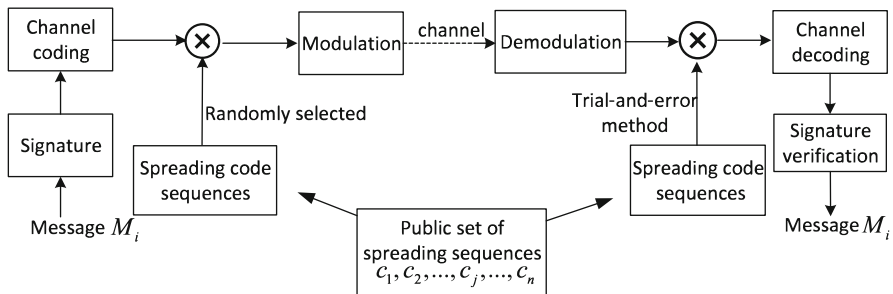 Channel
coding
Signature
Message M_i
Randomly selected
Spreading code
sequences
Modulation
channel
Demodulation
Public set of
spreading sequences
c_1, c_2, ..., c_j, ..., c_n
Trial-and-error
method
Spreading code
sequences
Channel
decoding
Signature
verification
Message M_i